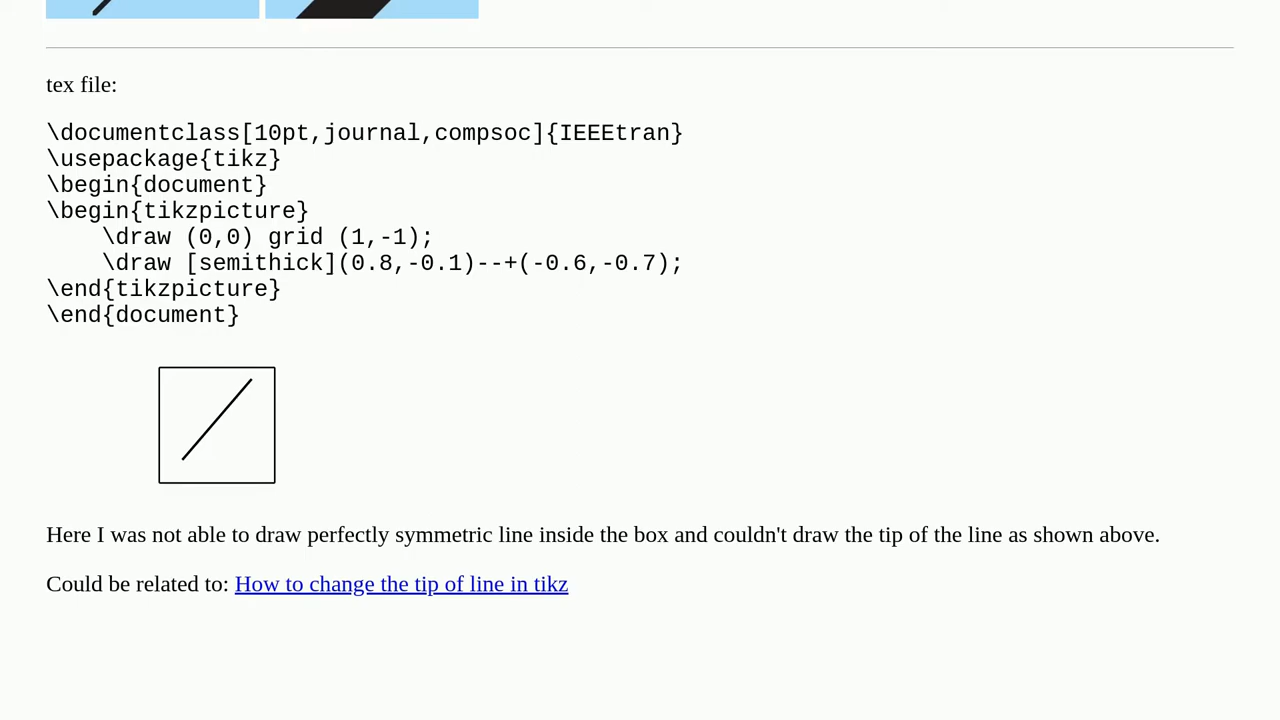 tex file:
\documentclass[10pt,journal,compsoc]{IEEEtran}
\usepackage{tikz}
\begin{document}
\begin{tikzpicture}
    \draw (0,0) grid (1,-1);
    \draw [semithick](0.8,-0.1)--+(-0.6,-0.7);
\end{tikzpicture}
\end{document}
Here I was not able to draw perfectly symmetric line inside the box and couldn't draw the tip of the line as shown above.
Could be related to: How to change the tip of line in tikz